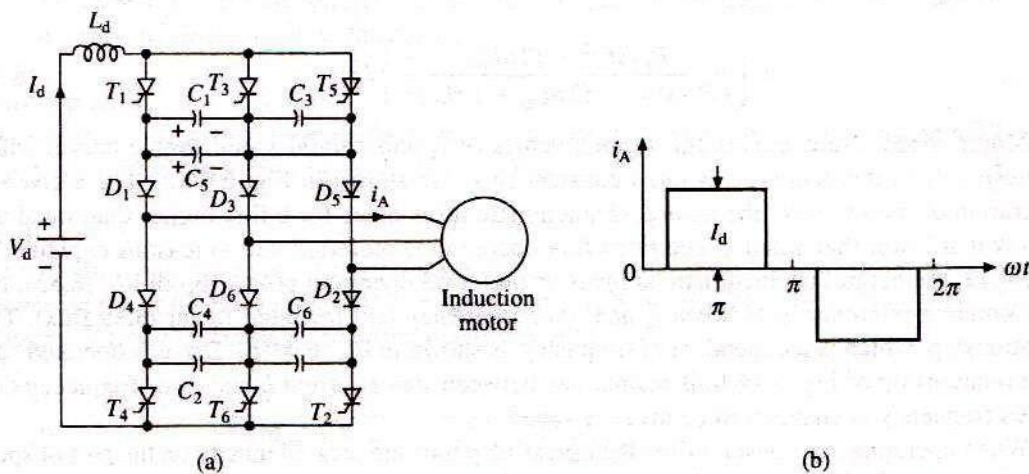 L_d
I_d
T_1
C_1
T_3
C_3
T_5
+
−
+
−
C_5
D_1
D_3
D_5
i_A
V_d
+
−
D_4
C_4
D_6
C_6
D_2
Induction
motor
C_2
T_4
T_6
T_2
(a)
i_A
I_d
0
π
π
2π
ωt
(b)